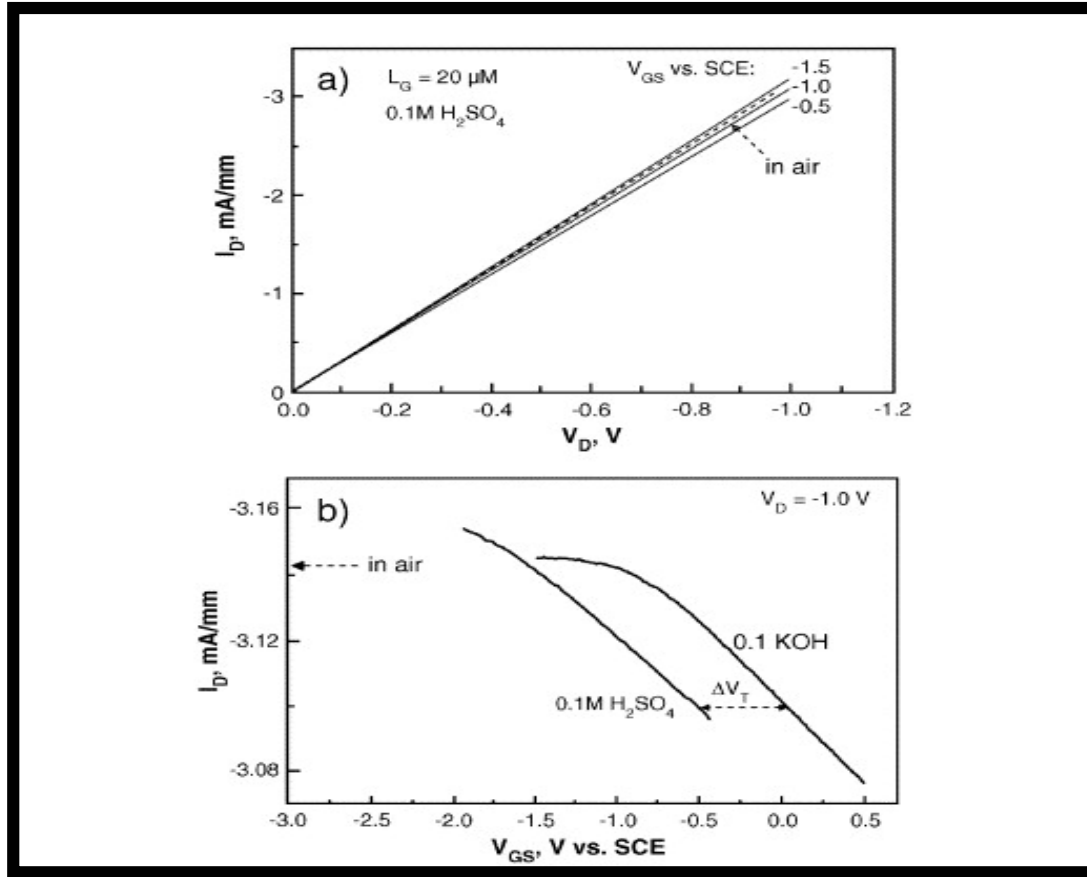 a)
L_G = 20 µM
0.1M H₂SO₄
V_GS vs. SCE:
-1.5
-1.0
-0.5
in air
I_D, mA/mm
-3
-2
-1
0
0.0 -0.2 -0.4 -0.6 -0.8 -1.0 -1.2
V_D, V
b)
V_D = -1.0 V
in air
0.1 KOH
ΔV_T
0.1M H₂SO₄
I_D, mA/mm
-3.16
-3.12
-3.08
-3.0 -2.5 -2.0 -1.5 -1.0 -0.5 0.0 0.5
V_GS, V vs. SCE